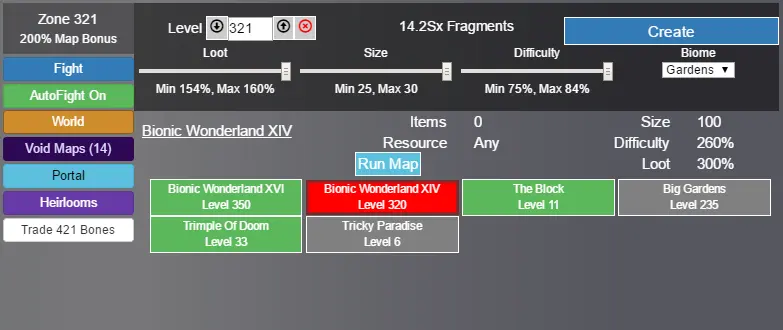 Zone 321
200% Map Bonus
Fight
AutoFight On
World
Void Maps (14)
Portal
Heirlooms
Trade 421 Bones
Level 321 14.2Sx Fragments Create
Loot Size Difficulty Biome
Min 154%, Max 160% Min 25, Max 30 Min 75%, Max 84% Gardens
Bionic Wonderland XIV
Items 0 Size 100
Resource Any Difficulty 260%
Run Map Loot 300%
Bionic Wonderland XVI
Level 350
Bionic Wonderland XIV
Level 320
The Block
Level 11
Big Gardens
Level 235
Trimple Of Doom
Level 33
Tricky Paradise
Level 6